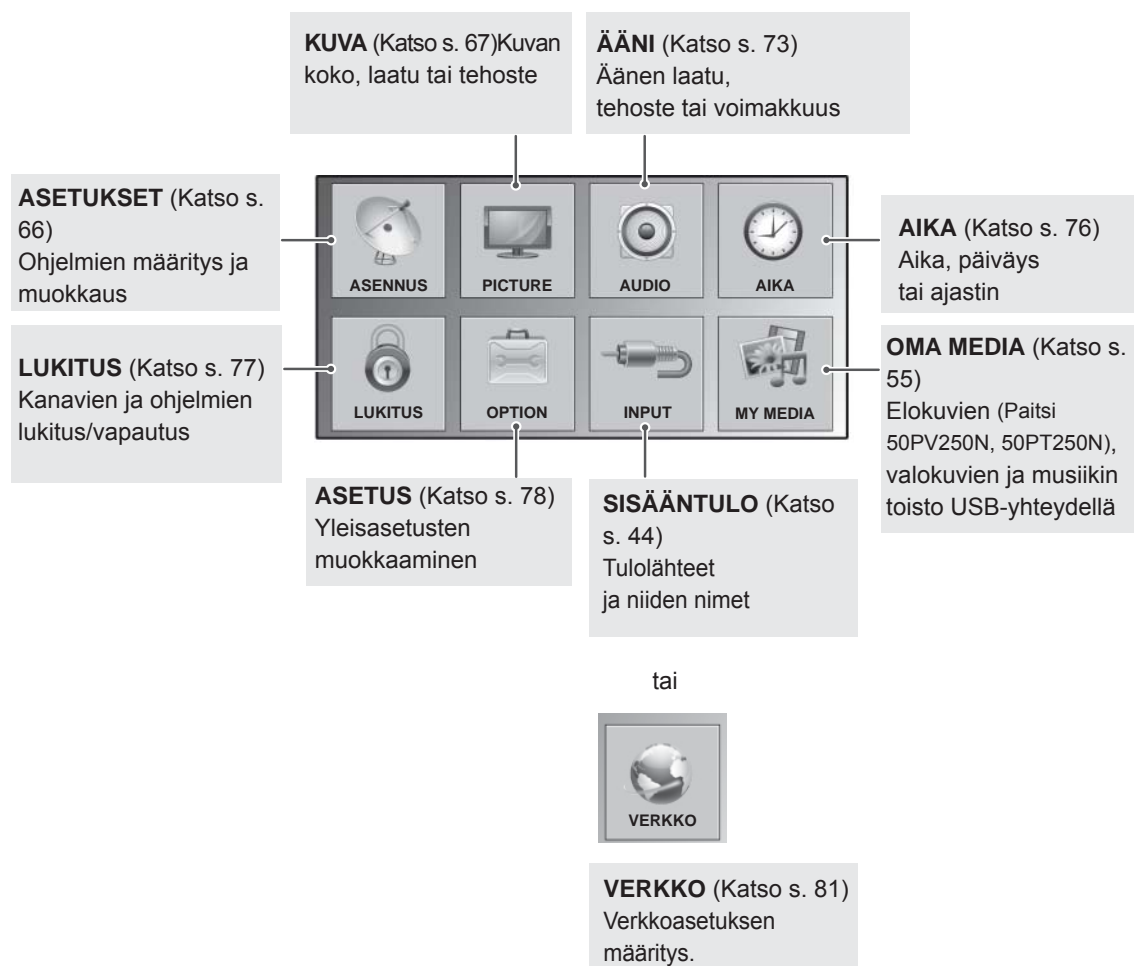 KUVA (Katso s. 67)Kuvan
koko, laatu tai tehoste
ÄÄNI (Katso s. 73)
Äänen laatu,
tehoste tai voimakkuus
ASETUKSET (Katso s.
66)
Ohjelmien määritys ja
muokkaus
LUKITUS (Katso s. 77)
Kanavien ja ohjelmien
lukitus/vapautus
ASENNUS
PICTURE
AUDIO
AIKA
LUKITUS
OPTION
INPUT
MY MEDIA
AIKA (Katso s. 76)
Aika, päiväys
tai ajastin
OMA MEDIA (Katso s.
55)
Elokuvien (Paitsi
50PV250N, 50PT250N),
valokuvien ja musiikin
toisto USB-yhteydellä
ASETUS (Katso s. 78)
Yleisasetusten
muokkaaminen
SISÄÄNTULO (Katso
s. 44)
Tulolähteet
ja niiden nimet
tai
VERKKO
VERKKO (Katso s. 81)
Verkkoasetuksen
määritys.